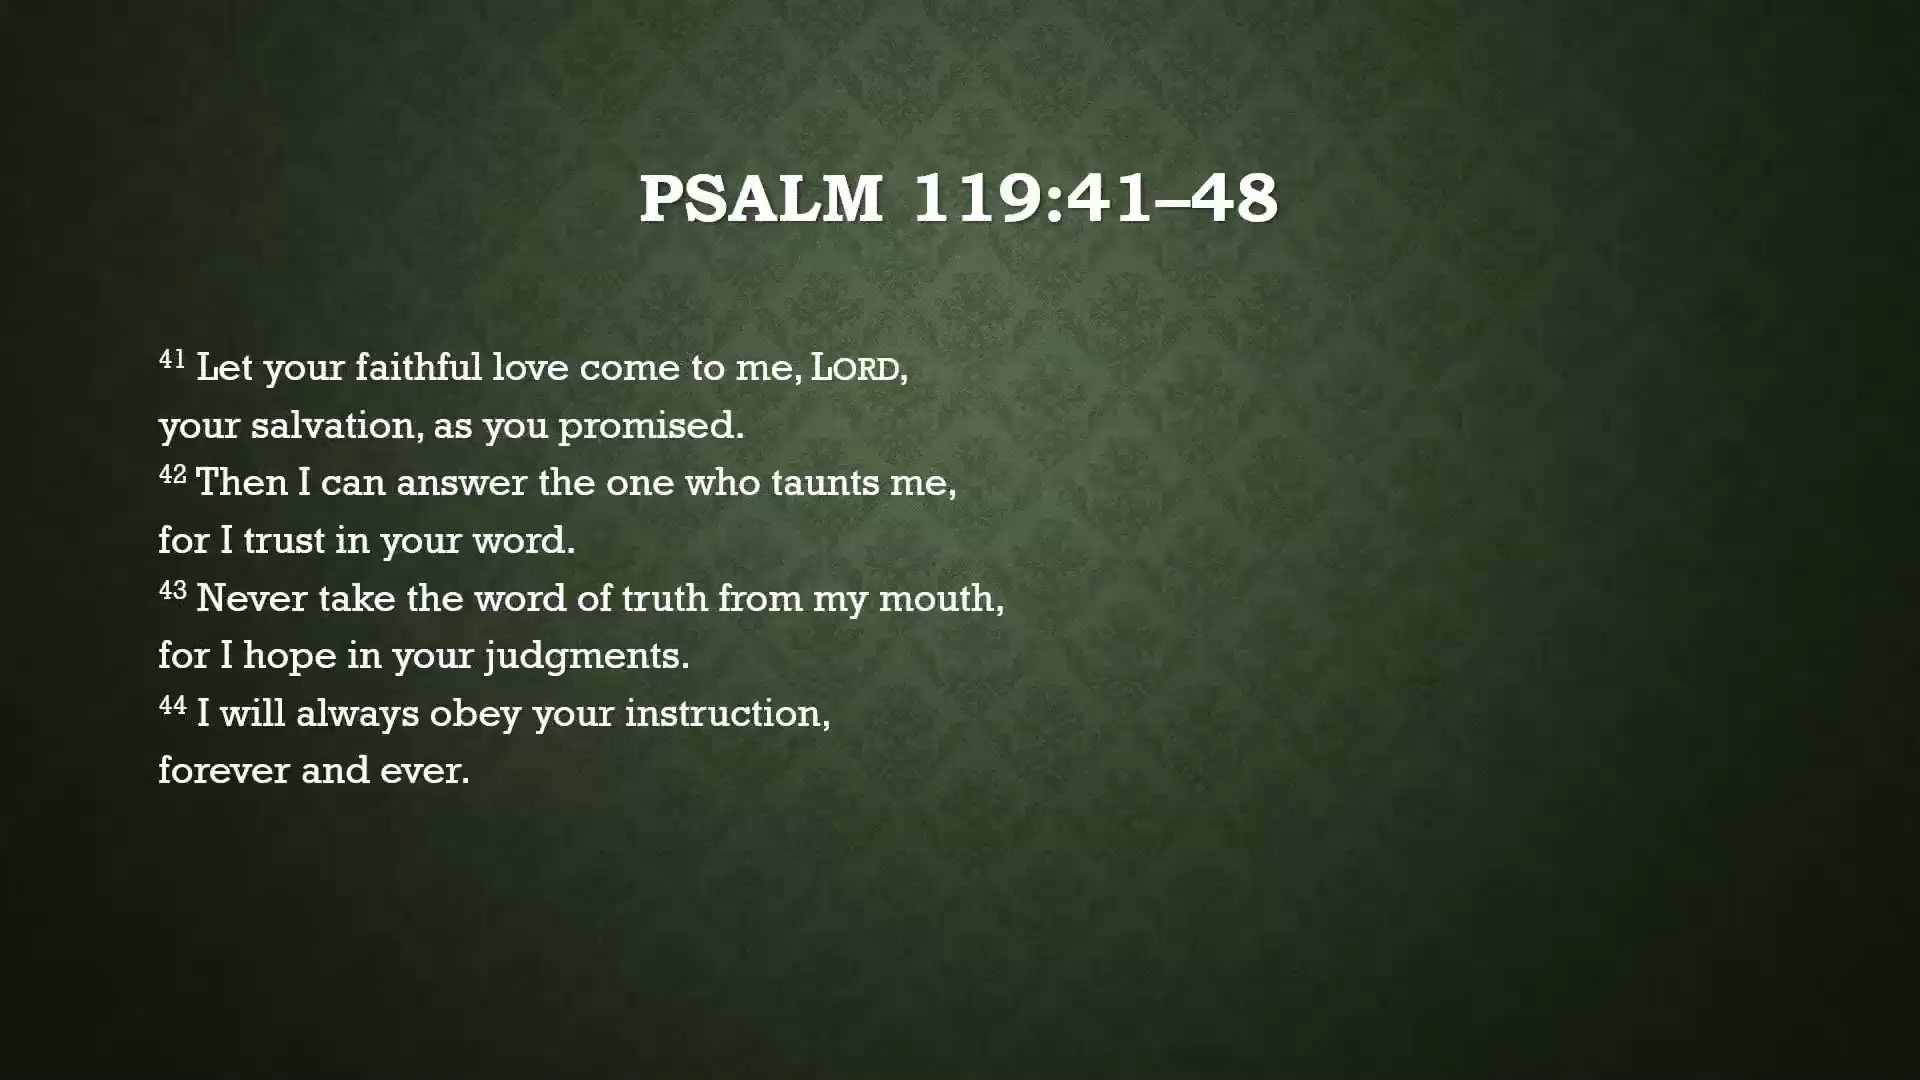 PSALM 119:41–48
41 Let your faithful love come to me, LORD,
your salvation, as you promised.
42 Then I can answer the one who taunts me,
for I trust in your word.
43 Never take the word of truth from my mouth,
for I hope in your judgments.
44 I will always obey your instruction,
forever and ever.